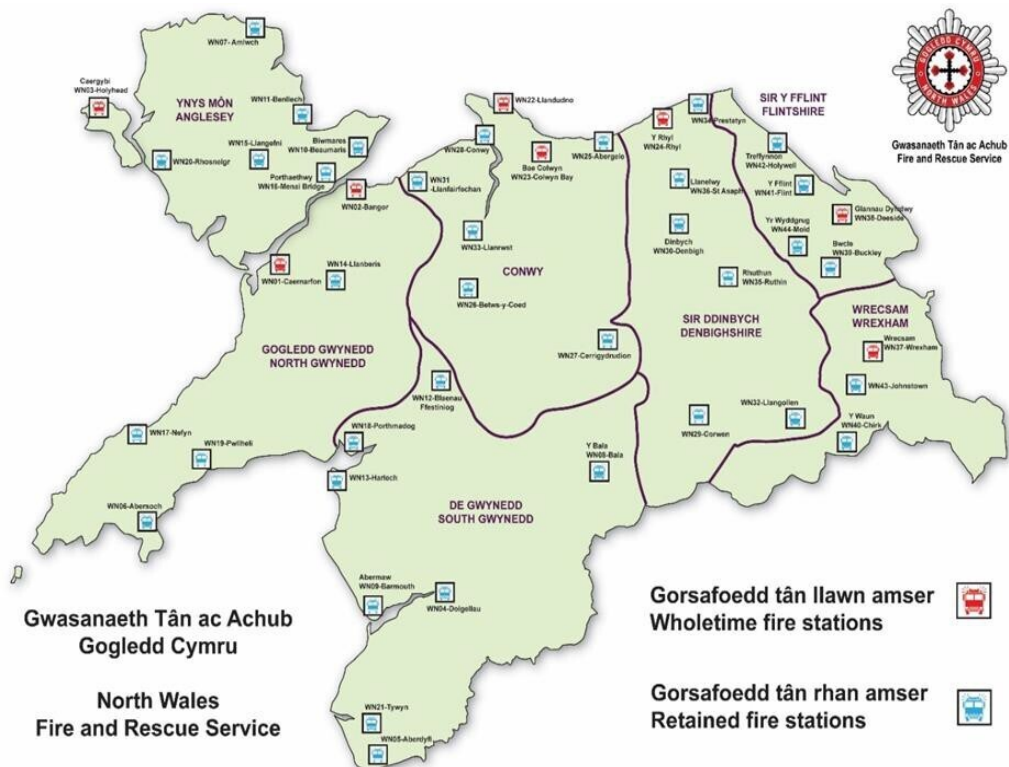 WN07- Amlwch
Caergybi
WN03-Holyhead
YNYS MÔN
ANGLESEY
WN11-Benllech
WN15-Llangefni
Biwmares
WN10-Beaumaris
WN20-Rhosneigr
Porthaethwy
WN16-Menai Bridge
WN02-Bangor
WN01-Caernarfon
WN14-Llanberis
GOGLEDD GWYNEDD
NORTH GWYNEDD
WN17-Nefyn
WN19-Pwllheli
WN06-Abersoch
WN18-Porthmadog
WN22-Llandudno
WN28-Conwy
Bae Colwyn
WN23-Colwyn Bay
WN25-Abergele
WN31
-Llanfairfechan
WN33-Llanrwst
CONWY
WN26-Betws-y-Coed
WN27-Cerrigydrudion
WN12-Blaenau
Ffestiniog
WN13-Harlech
Y Bala
WN08-Bala
DE GWYNEDD
SOUTH GWYNEDD
Abermaw
WN09-Barmouth
WN04-Dolgellau
WN21-Tywyn
WN05-Aberdyfi
Y Rhyl
WN24-Rhyl
WN34-Prestatyn
Llanelwy
WN36-St Asaph
Dinbych
WN30-Denbigh
Rhuthun
WN35-Ruthin
SIR DDINBYCH
DENBIGHSHIRE
WN29-Corwen
WN32-Llangollen
SIR Y FFLINT
FLINTSHIRE
Treffynnon
WN42-Holywell
Y Fflint
WN41-Flint
Glannau Dyfrdwy
WN38-Deeside
Yr Wyddgrug
WN44-Mold
Bwcle
WN39-Buckley
WRECSAM
WREXHAM
Wrecsam
WN37-Wrexham
WN43-Johnstown
Y Waun
WN40-Chirk
GOGLEDD CYMRU
NORTH WALES
Gwasanaeth Tân ac Achub
Fire and Rescue Service
Gwasanaeth Tân ac Achub
Gogledd Cymru
North Wales
Fire and Rescue Service
Gorsafoedd tân llawn amser
Wholetime fire stations
Gorsafoedd tân rhan amser
Retained fire stations